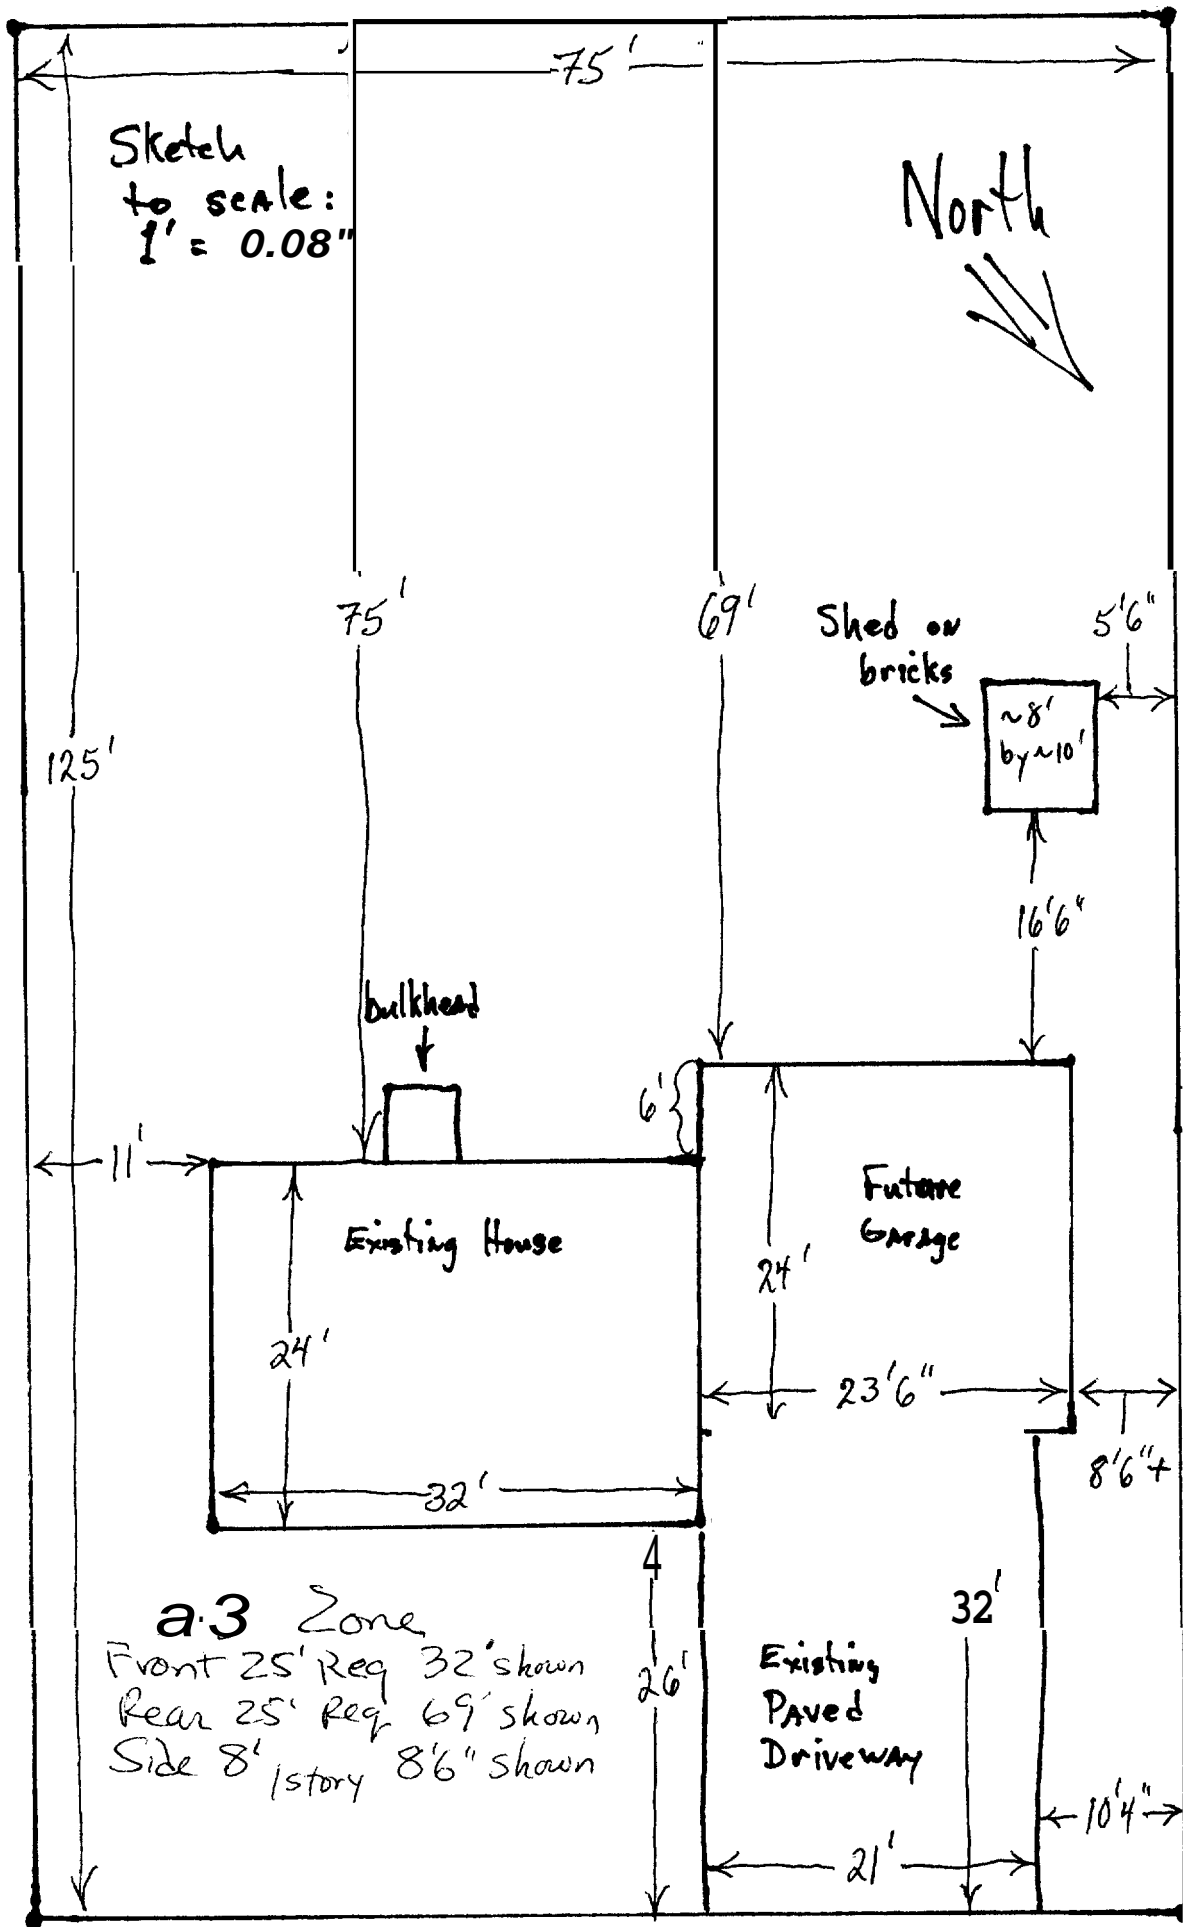 75'
Sketch
to scale:
1' = 0.08"
North
75'
69'
Shed on
bricks
5'6"
~8'
by ~10'
125'
16'6"
bulkhead
6'
11'
Future
Garage
Existing House
24'
24'
23'6"
8'6"+
32'
4
a.3 Zone
Front 25' Req 32' shown
Rear 25' Req 69' shown
Side 8' /story 8'6" shown
26'
32'
Existing
Paved
Driveway
10'4"
21'